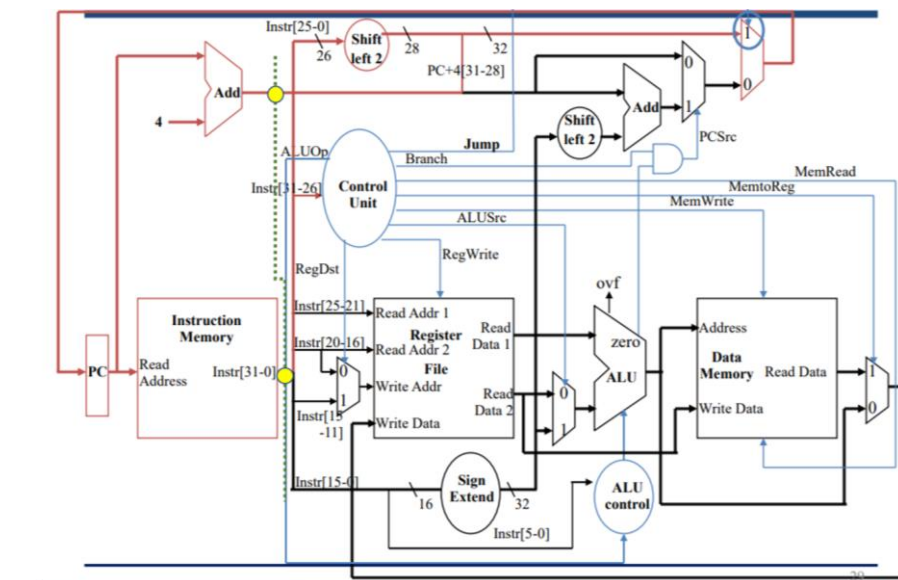 Instr[25-0]
Shift
left 2
26
28
32
PC+4[31-28]
1
0
0
1
Add
4
Add
Shift
left 2
PCSrc
ALUOp
Jump
Branch
MemRead
MemtoReg
MemWrite
Instr[31-26]
Control
Unit
ALUSrc
RegWrite
RegDst
ovf
Instruction
Memory
PC
Read
Address
Instr[31-0]
Instr[25-21]
Read Addr 1
Register
File
Instr[20-16]
Read Addr 2
0
1
Write Addr
Instr[15
-11]
Write Data
Read
Data 1
Read
Data 2
0
1
zero
ALU
Address
Data
Memory
Read Data
Write Data
1
0
Instr[15-0]
16
Sign
Extend
32
ALU
control
Instr[5-0]